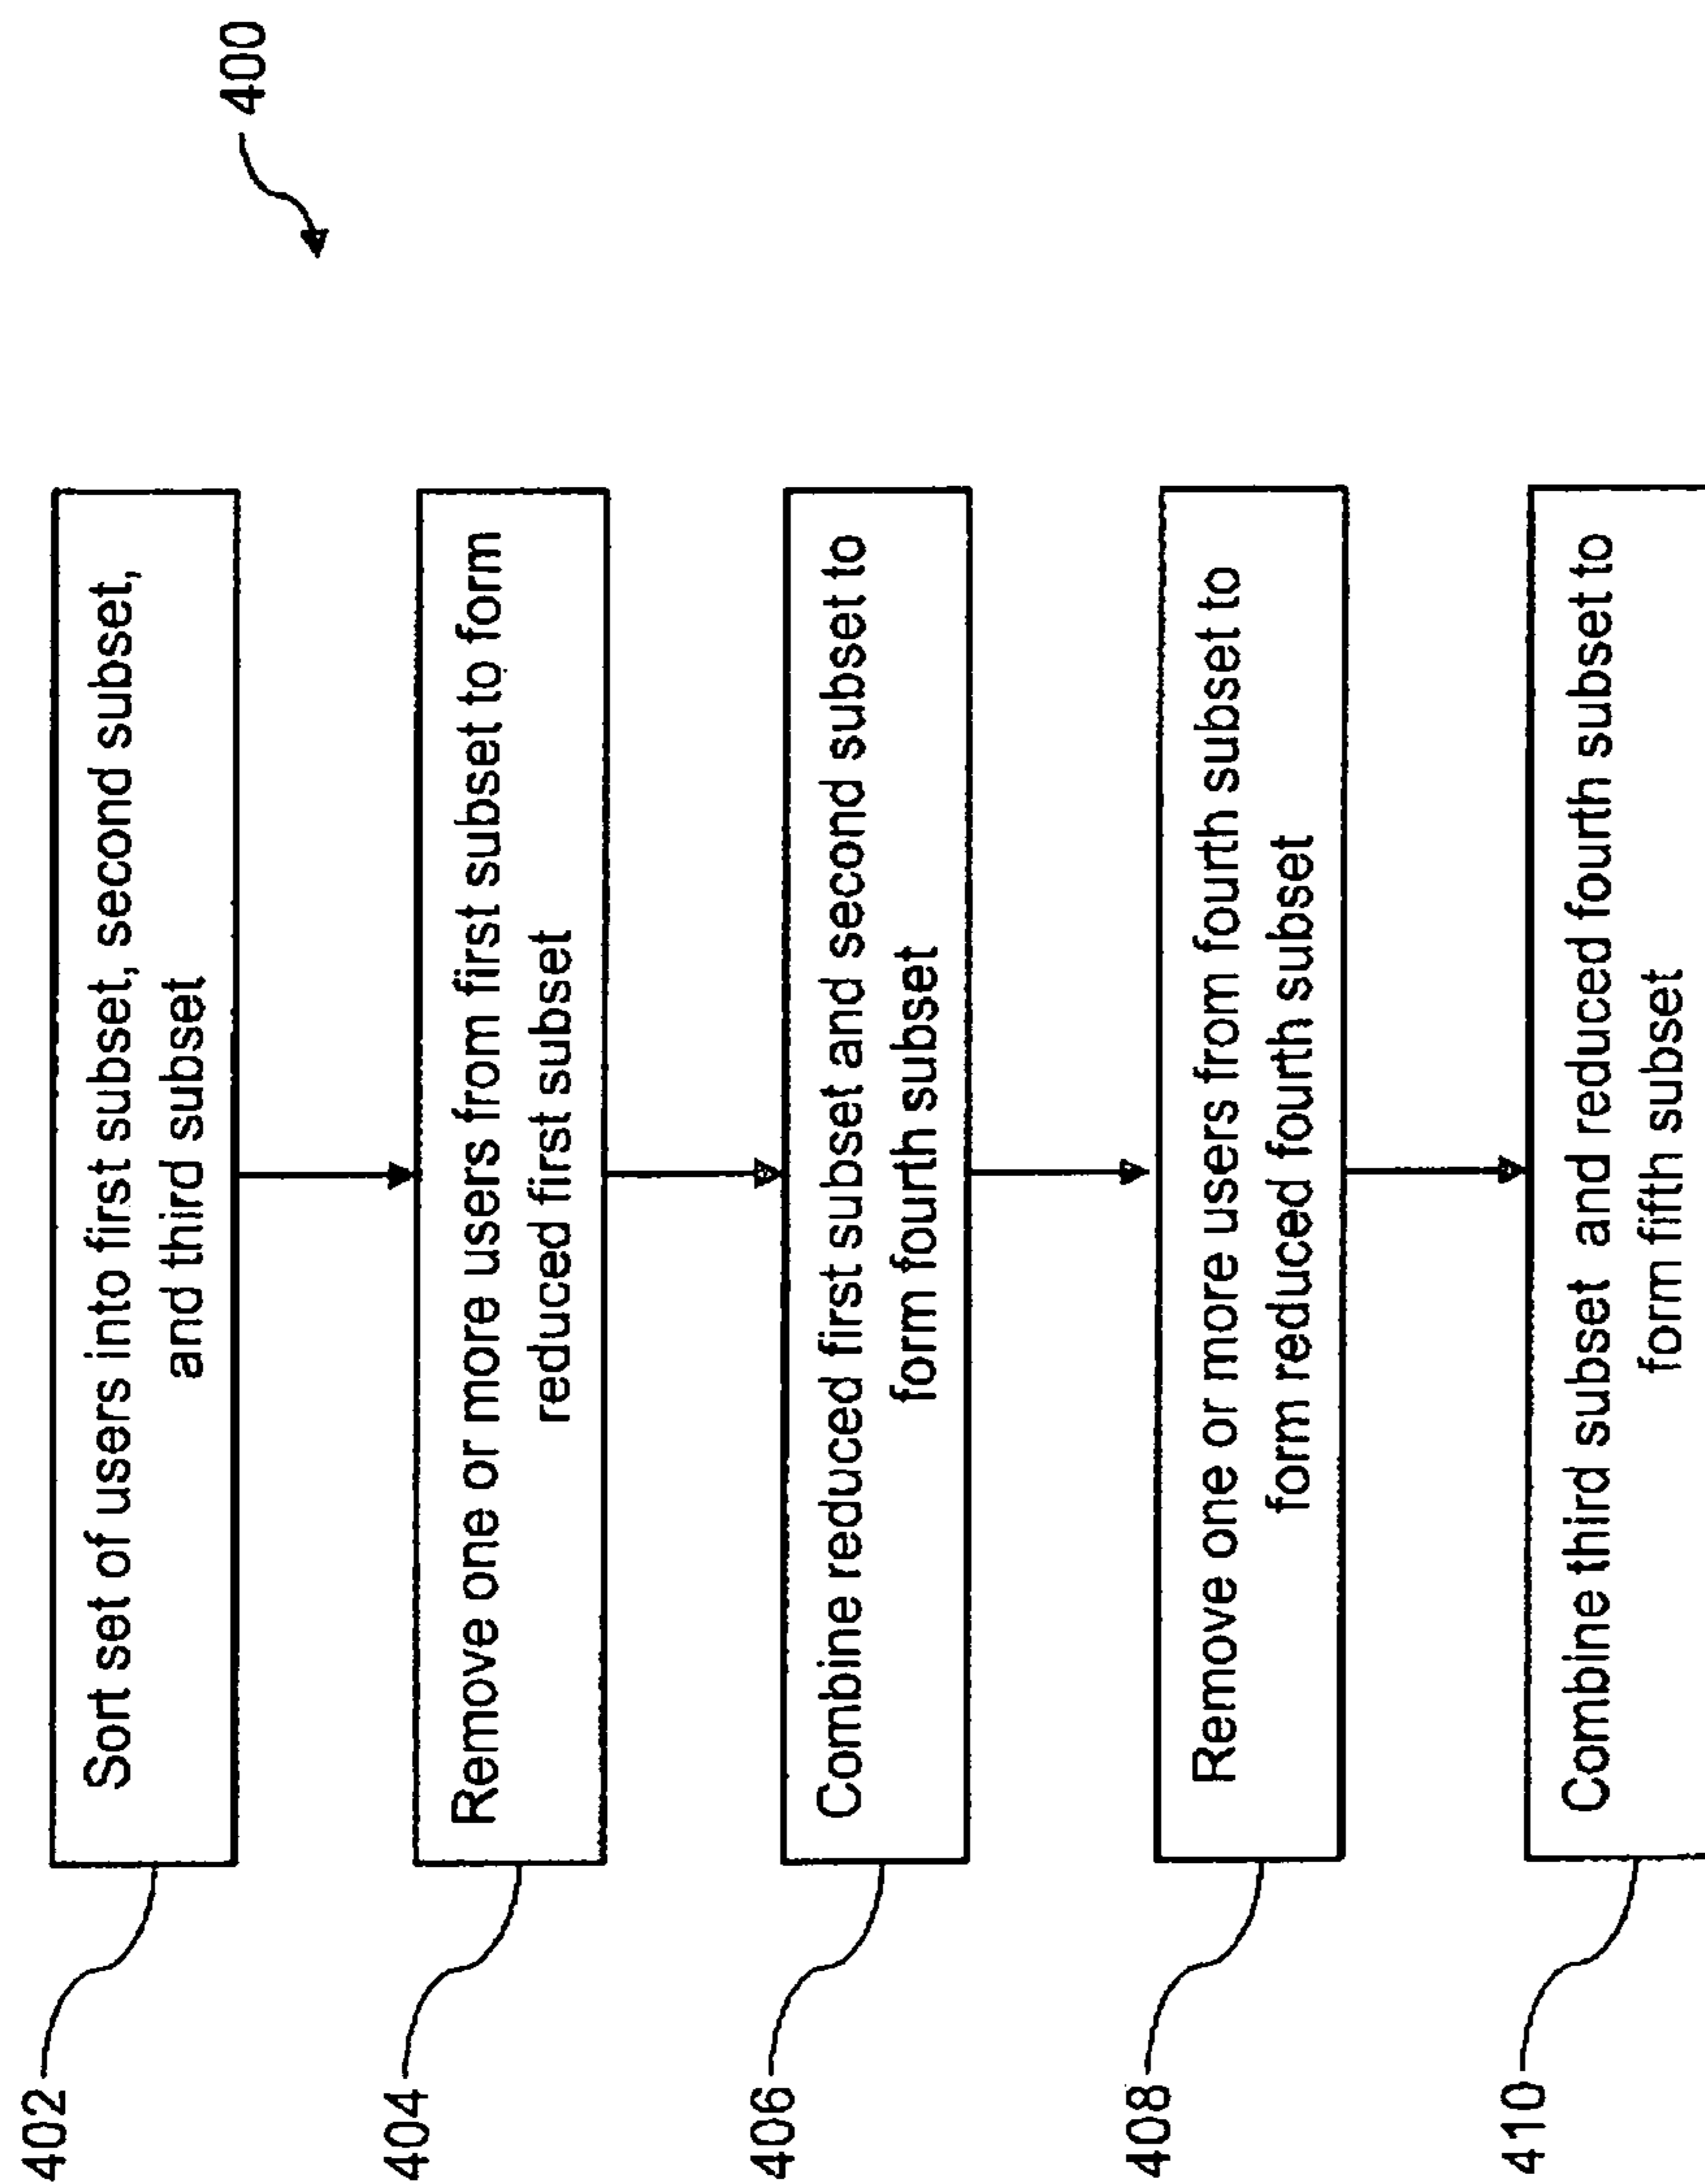 400
402
Sort set of users into first subset, second subset,
and third subset
404
Remove one or more users from first subset to form
reduced first subset
406
Combine reduced first subset and second subset to
form fourth subset
408
Remove one or more users from fourth subset to
form reduced fourth subset
410
Combine third subset and reduced fourth subset to
form fifth subset